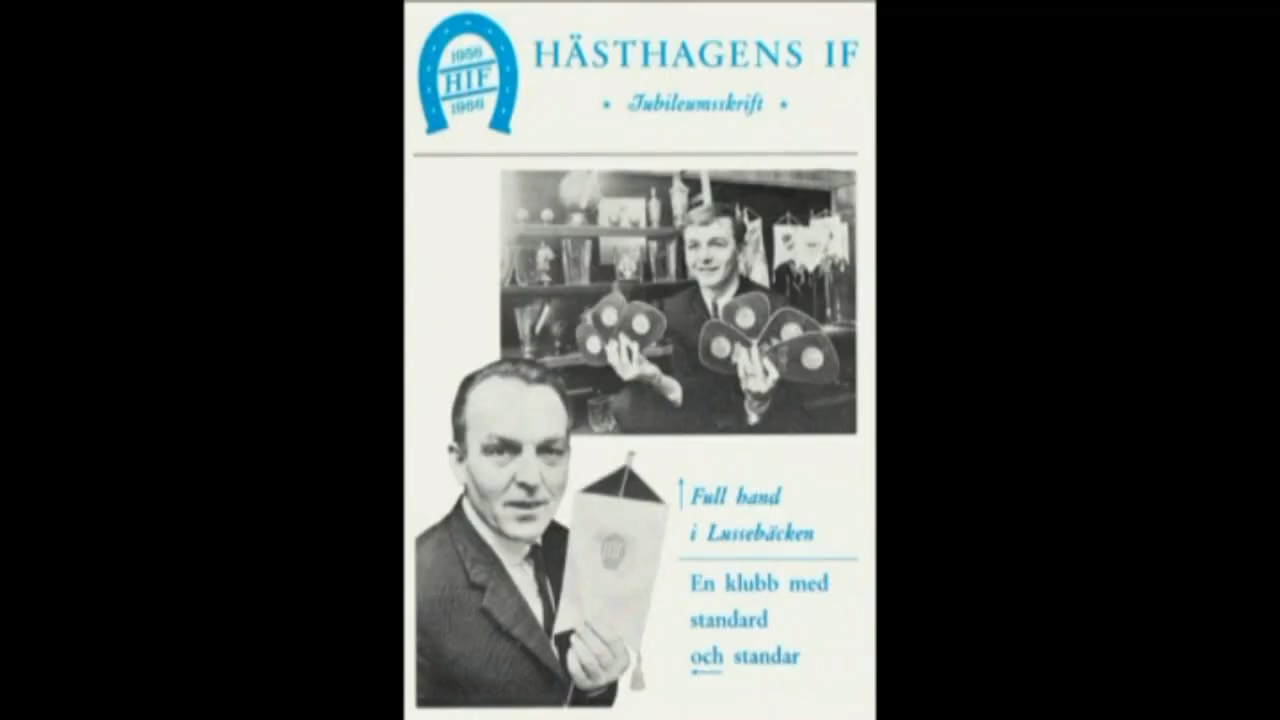 1956
HIF
1966
HÄSTHAGENS IF
Jubileumsskrift
Full hand
i Lussebäcken
En klubb med
standard
och standar